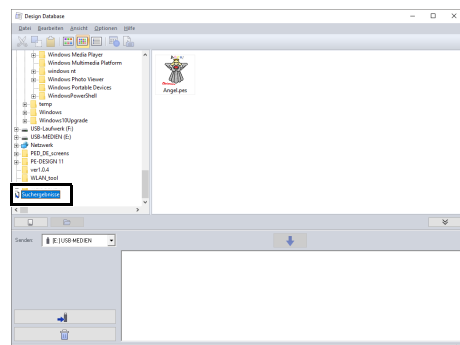 Design Database
Datei Bearbeiten Ansicht Optionen Hilfe
Windows Media Player
Windows Multimedia Platform
windows nt
Windows Photo Viewer
Windows Portable Devices
WindowsPowerShell
temp
Windows
Windows10Upgrade
USB-Laufwerk (F:)
USB-MEDIEN (E:)
Netzwerk
PED_DE_screens
PE-DESIGN 11
ver1.0.4
WLAN_tool
Suchergebnisse
Angel.pes
Senden: [E:] USB-MEDIEN